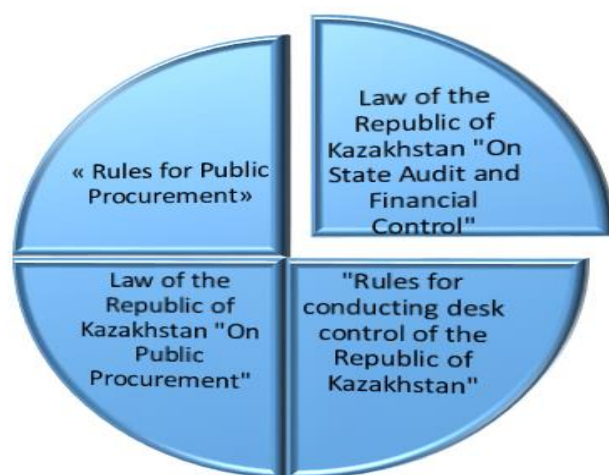 « Rules for Public
Procurement»
Law of the
Republic of
Kazakhstan "On
State Audit and
Financial
Control"
Law of the
Republic of
Kazakhstan "On
Public
Procurement"
"Rules for
conducting desk
control of the
Republic of
Kazakhstan"